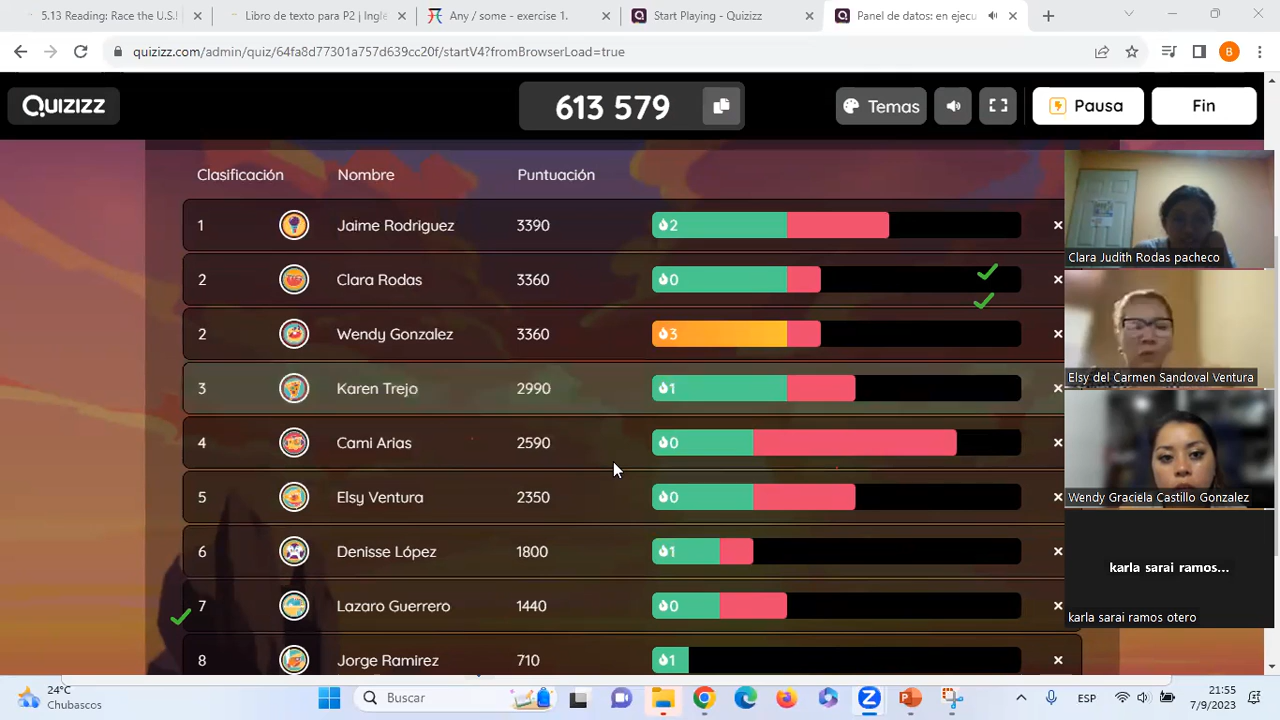 5.13 Reading: Race the U.S.!
Libro de texto para P2 | Ingle
Any / some - exercise 1.
Start Playing - Quizizz
Panel de datos: en ejecu
quizizz.com/admin/quiz/64fa8d77301a757d639cc20f/startV4?fromBrowserLoad=true
B
QUIZIZZ
613 579
Temas
Pausa
Fin
Clasificación Nombre Puntuación
1 Jaime Rodriguez 3390 2
2 Clara Rodas 3360 0
2 Wendy Gonzalez 3360 3
3 Karen Trejo 2990 1
4 Cami Arias 2590 0
5 Elsy Ventura 2350 0
6 Denisse López 1800 1
7 Lazaro Guerrero 1440 0
8 Jorge Ramirez 710 1
Clara Judith Rodas pacheco
Elsy del Carmen Sandoval Ventura
Wendy Graciela Castillo Gonzalez
karla sarai ramos...
karla sarai ramos otero
24°C
Chubascos
Buscar
ESP
21:55
7/9/2023